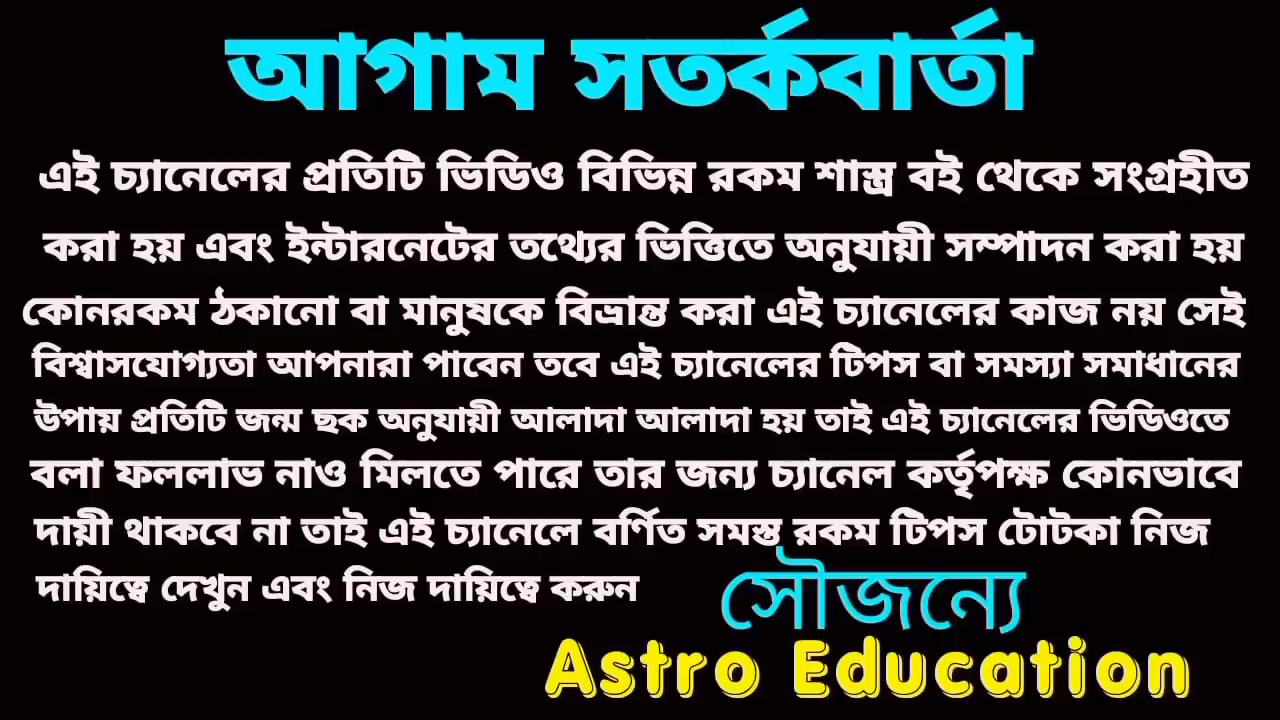 আগাম সতর্কবার্তা
এই চ্যানেলের প্রতিটি ভিডিও বিভিন্ন রকম শাস্ত্র বই থেকে সংগ্রহীত
করা হয় এবং ইন্টারনেটের তথ্যের ভিত্তিতে অনুযায়ী সম্পাদন করা হয়
কোনরকম ঠকানো বা মানুষকে বিভ্রান্ত করা এই চ্যানেলের কাজ নয় সেই
বিশ্বাসযোগ্যতা আপনারা পাবেন তবে এই চ্যানেলের টিপস বা সমস্যা সমাধানের
উপায় প্রতিটি জন্ম ছক অনুযায়ী আলাদা আলাদা হয় তাই এই চ্যানেলের ভিডিওতে
বলা ফললাভ নাও মিলতে পারে তার জন্য চ্যানেল কর্তৃপক্ষ কোনভাবে
দায়ী থাকবে না তাই এই চ্যানেলে বর্ণিত সমস্ত রকম টিপস টোটকা নিজ
দায়িত্বে দেখুন এবং নিজ দায়িত্বে করুন
সৌজন্যে
Astro Education